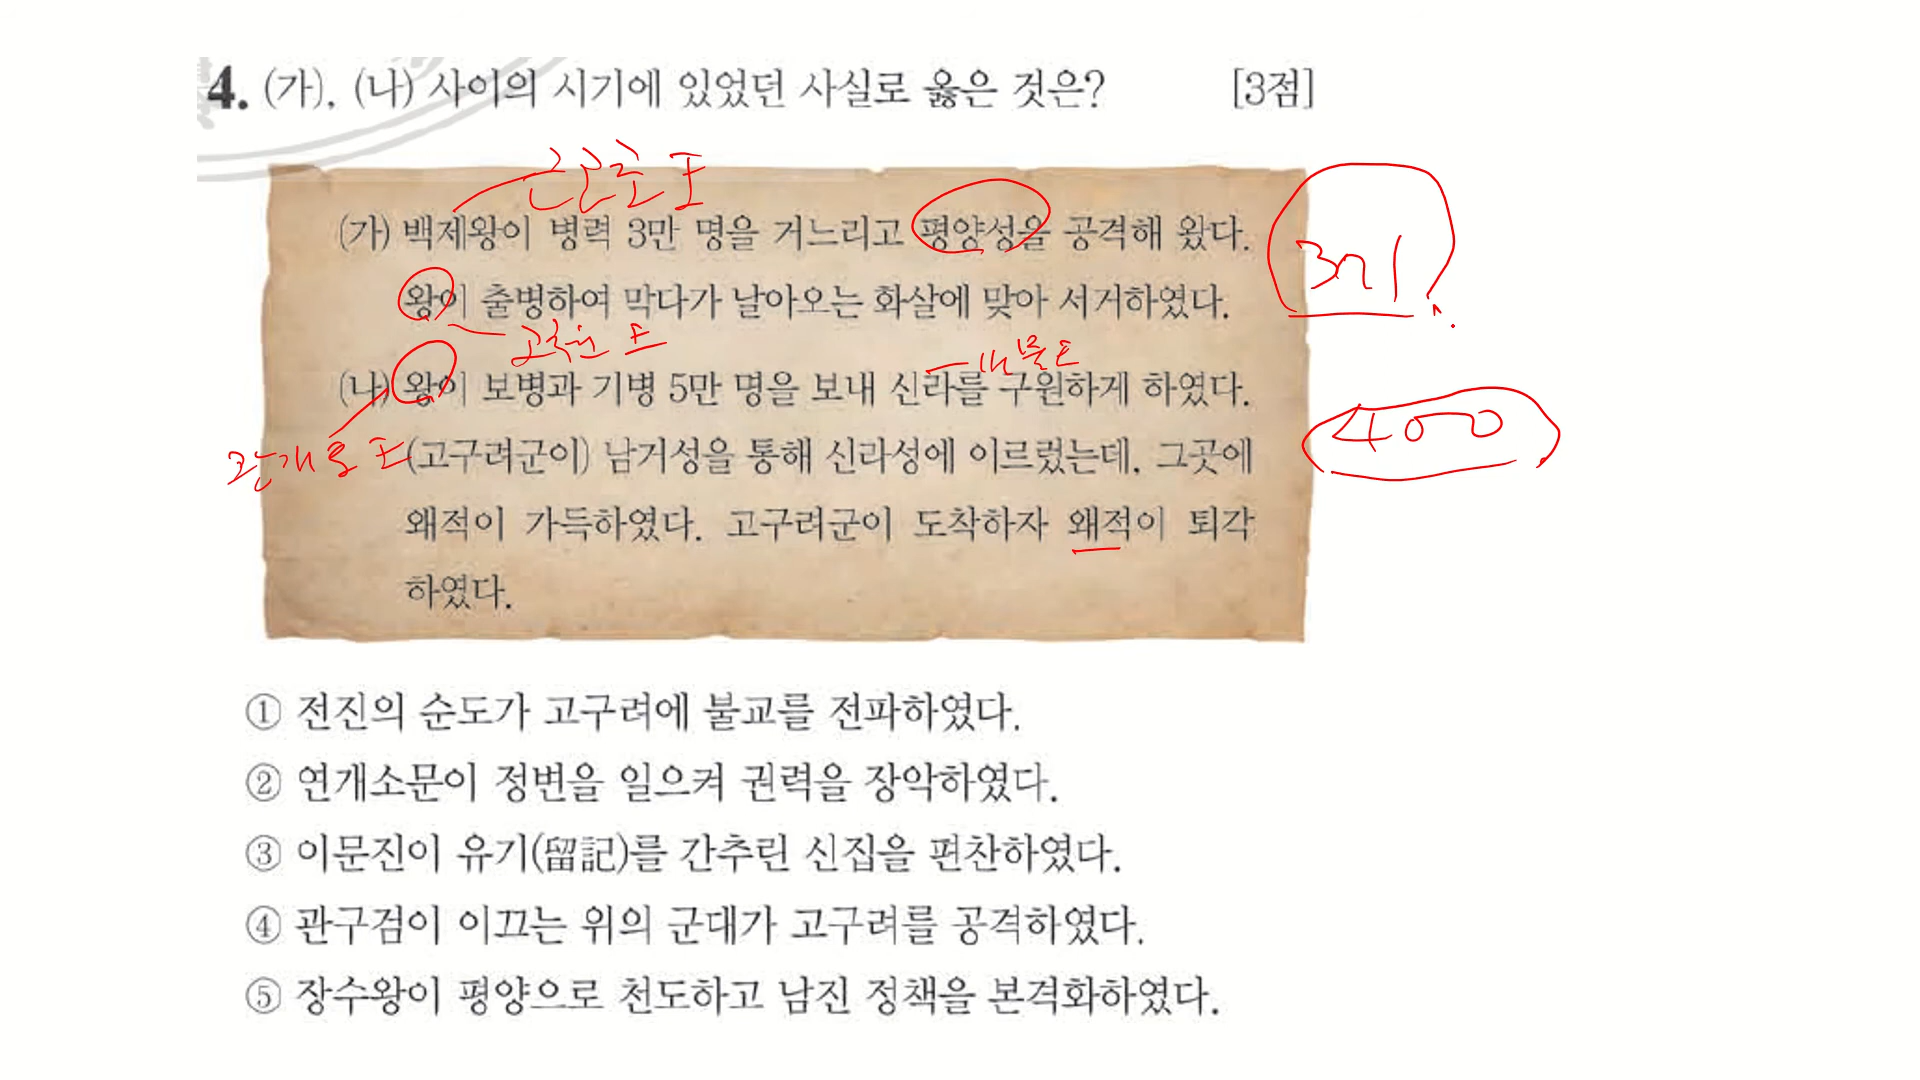 4. (가), (나) 사이의 시기에 있었던 사실로 옳은 것은? [3점]
근초고왕
(가) 백제왕이 병력 3만 명을 거느리고 평양성을 공격해 왔다.
371
왕이 출병하여 막다가 날아오는 화살에 맞아 서거하였다.
고국원왕
내물왕
(나) 왕이 보병과 기병 5만 명을 보내 신라를 구원하게 하였다.
400
광개토왕
(고구려군이) 남거성을 통해 신라성에 이르렀는데, 그곳에
왜적이 가득하였다. 고구려군이 도착하자 왜적이 퇴각
하였다.
① 전진의 순도가 고구려에 불교를 전파하였다.
② 연개소문이 정변을 일으켜 권력을 장악하였다.
③ 이문진이 유기(留記)를 간추린 신집을 편찬하였다.
④ 관구검이 이끄는 위의 군대가 고구려를 공격하였다.
⑤ 장수왕이 평양으로 천도하고 남진 정책을 본격화하였다.